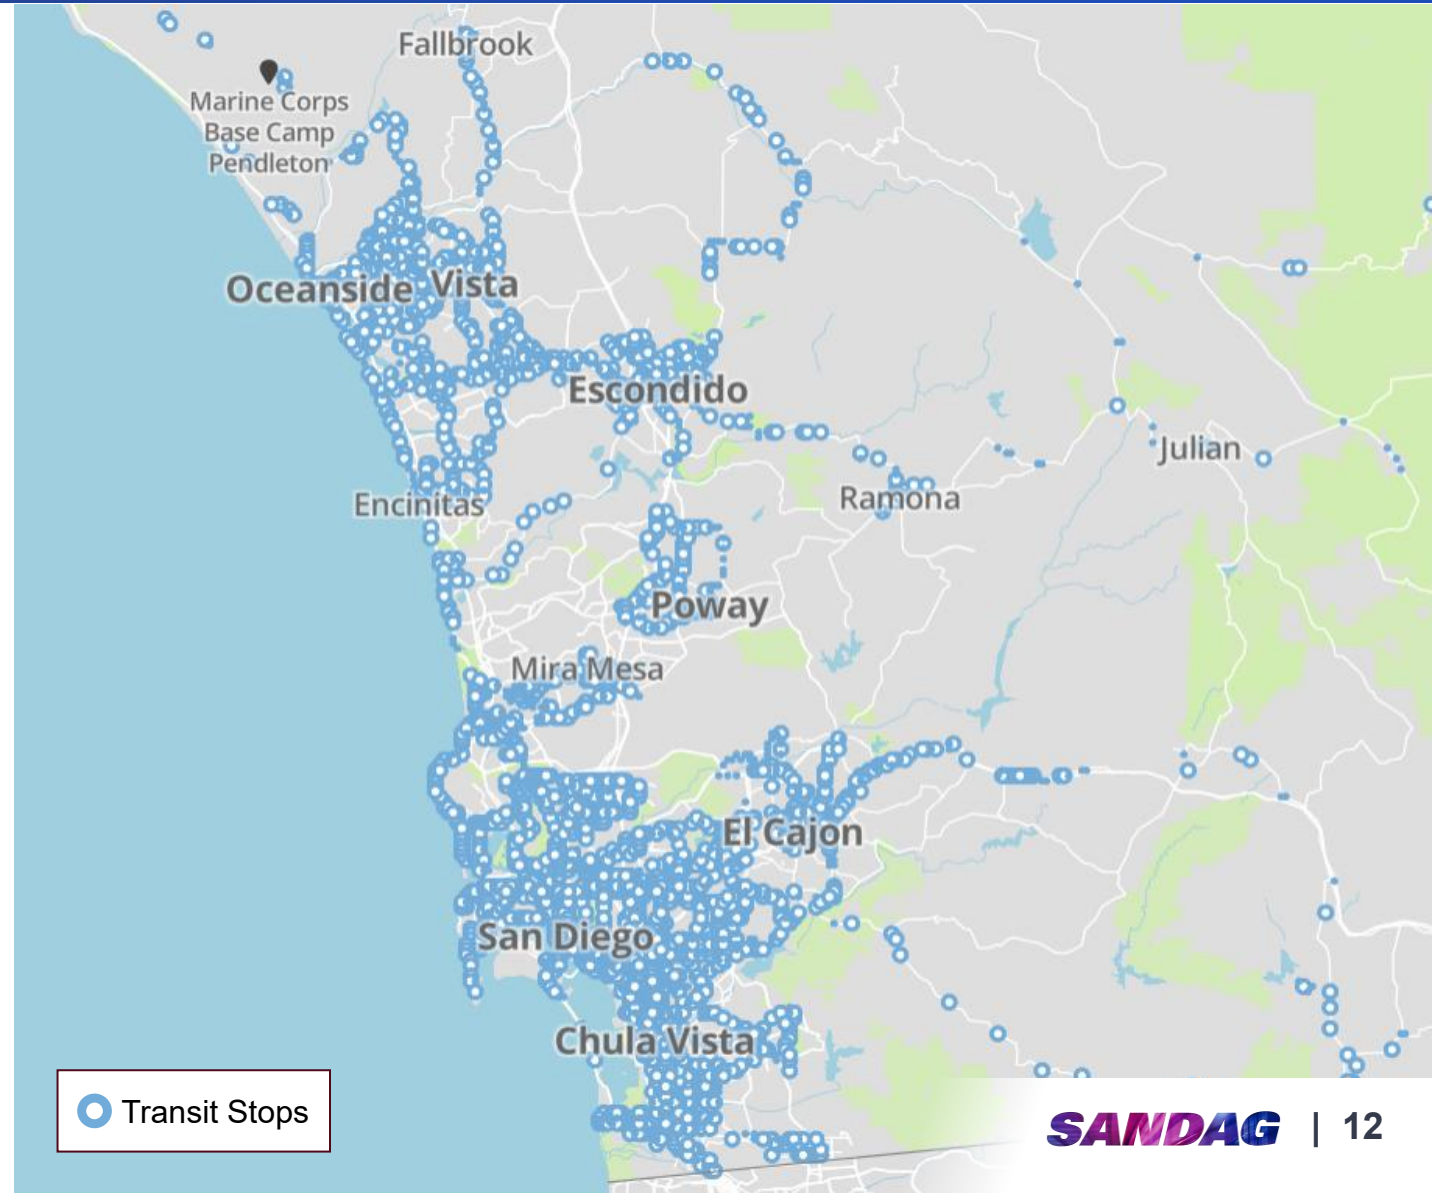 Fallbrook
Marine Corps
Base Camp
Pendleton
Oceanside
Vista
Escondido
Julian
Ramona
Encinitas
Poway
Mira Mesa
El Cajon
San Diego
Chula Vista
Transit Stops
SANDAG | 12